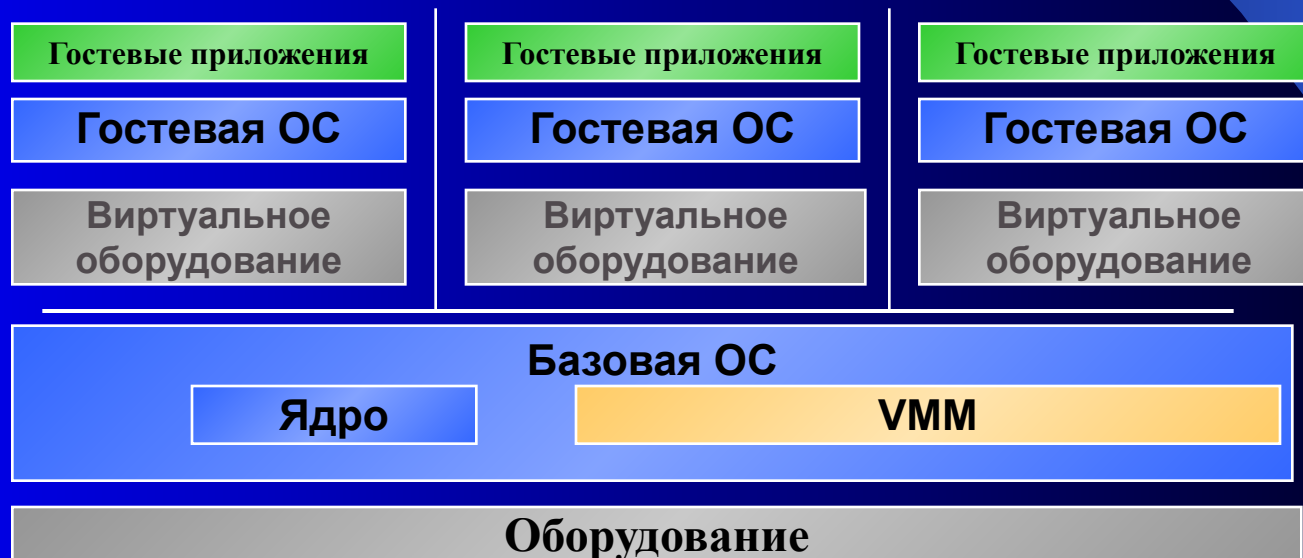 Гостевые приложения
Гостевые приложения
Гостевые приложения
Гостевая ОС
Гостевая ОС
Гостевая ОС
Виртуальное
оборудование
Виртуальное
оборудование
Виртуальное
оборудование
Базовая ОС
Ядро
VMM
Оборудование